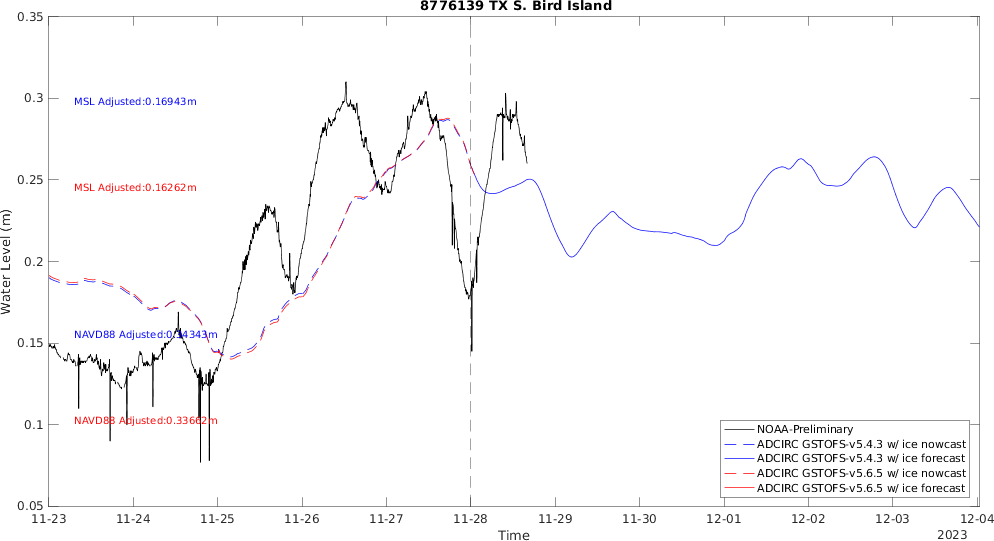 8776139 TX S. Bird Island
0.35
0.3
0.25
0.2
0.15
0.1
0.05
Water Level (m)
MSL Adjusted:0.16943m
MSL Adjusted:0.16262m
NAVD88 Adjusted:0.14343m
NAVD88 Adjusted:0.33662m
NOAA-Preliminary
ADCIRC GSTOFS-v5.4.3 w/ ice nowcast
ADCIRC GSTOFS-v5.4.3 w/ ice forecast
ADCIRC GSTOFS-v5.6.5 w/ ice nowcast
ADCIRC GSTOFS-v5.6.5 w/ ice forecast
11-23 11-24 11-25 11-26 11-27 11-28 11-29 11-30 12-01 12-02 12-03 12-04
Time
2023